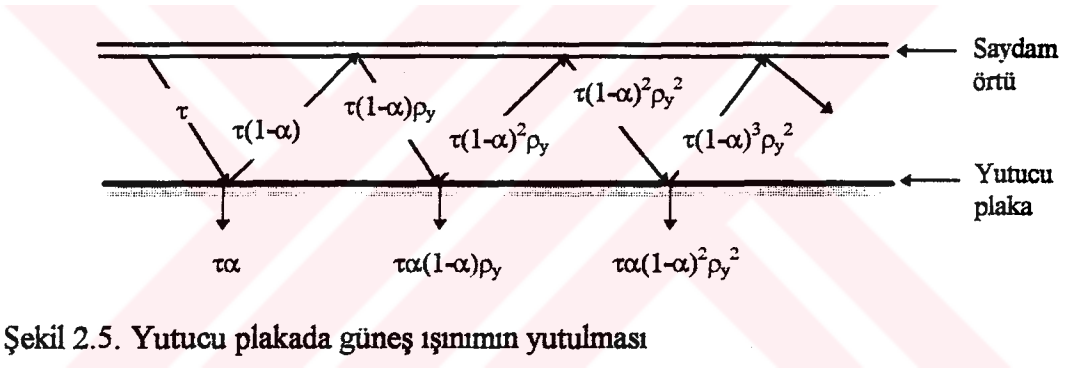 Saydam
örtü
τ
τ(1-α)
τ(1-α)ρy
τ(1-α)²ρy
τ(1-α)²ρy²
τ(1-α)³ρy²
Yutucu
plaka
τα
τα(1-α)ρy
τα(1-α)²ρy²
Şekil 2.5. Yutucu plakada güneş ışınımın yutulması